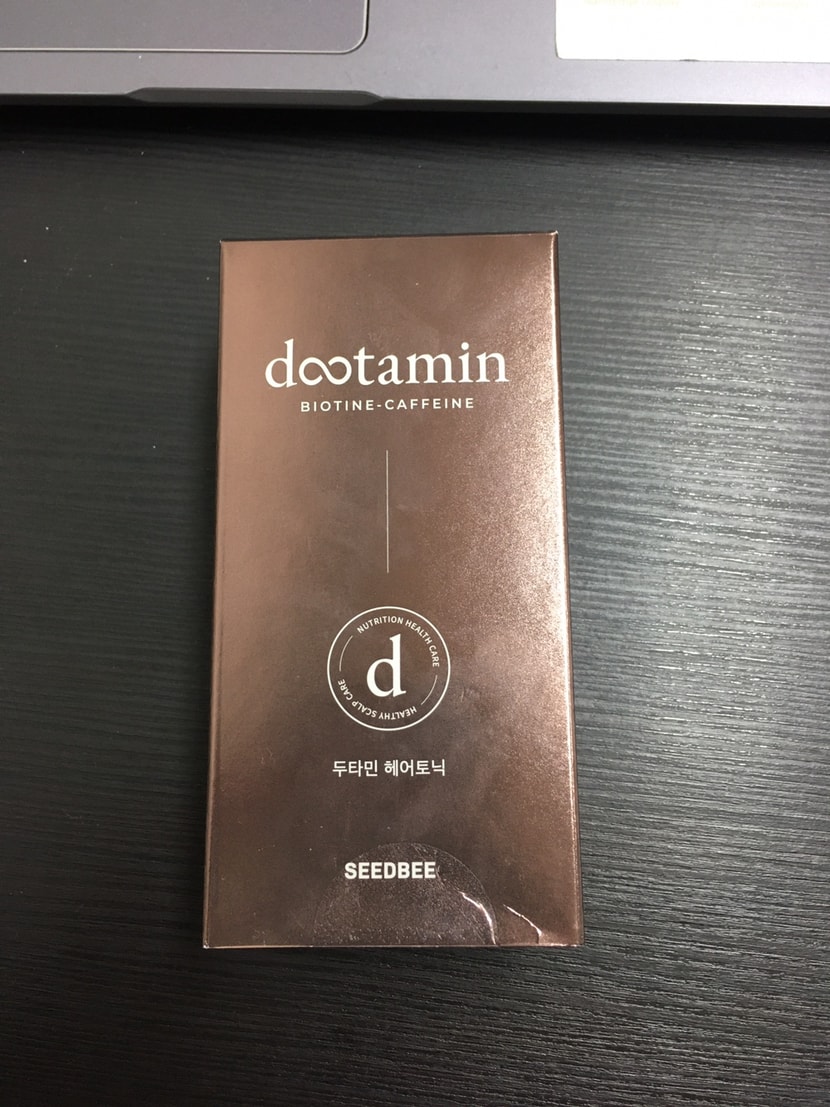 dootamin
BIOTINE-CAFFEINE
NUTRITION HEALTH CARE
d
HEALTHY SCALP CARE
두타민 헤어토닉
SEEDBEE